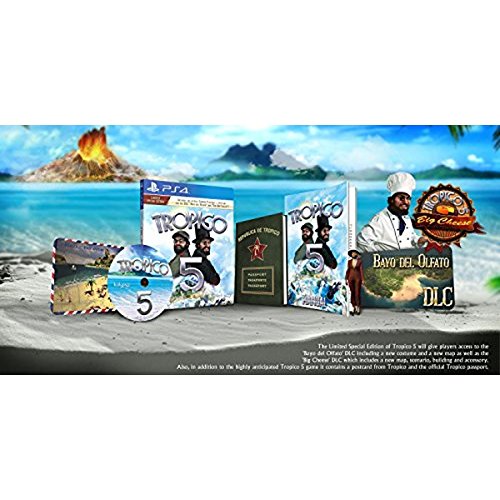 PS4
TROPICO
5
TROPICO
5
REPUBLICA DE TROPICO
PASSPORT
TROPICO
5
TROPICO 5
Big Cheese
BAYO DEL OLFATO
DLC
The Limited Special Edition of Tropico 5 will give players access to the
'Bayo del Olfato' DLC including a new costume and a new map as well as the
'Big Cheese' DLC which includes a new map, scenario, building and accessory.
Also, in addition to the highly anticipated Tropico 5 game it contains a postcard from Tropico and the official Tropico passport.